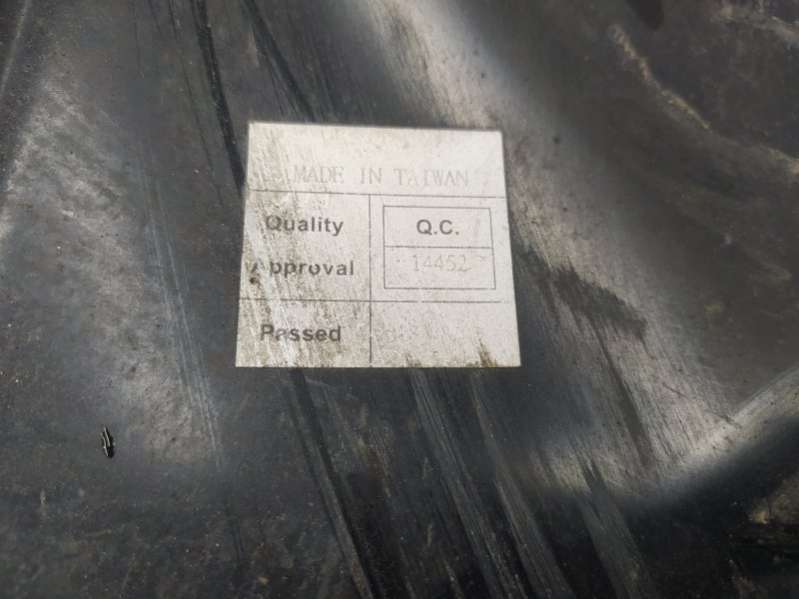 MADE IN TAIWAN
Quality
Approval
Q.C.
14452
Passed